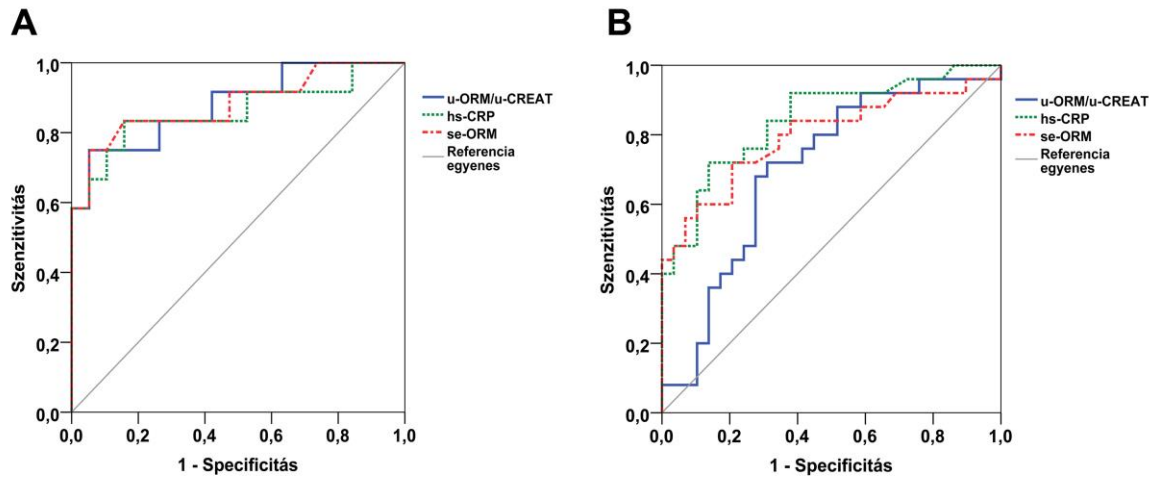 A
1,0
0,8
0,6
0,4
0,2
0,0
Szenzitivitás
0,0 0,2 0,4 0,6 0,8 1,0
1 - Specificitás
u-ORM/u-CREAT
hs-CRP
se-ORM
Referencia
egyenes
B
1,0
0,8
0,6
0,4
0,2
0,0
Szenzitivitás
0,0 0,2 0,4 0,6 0,8 1,0
1 - Specificitás
u-ORM/u-CREAT
hs-CRP
se-ORM
Referencia
egyenes